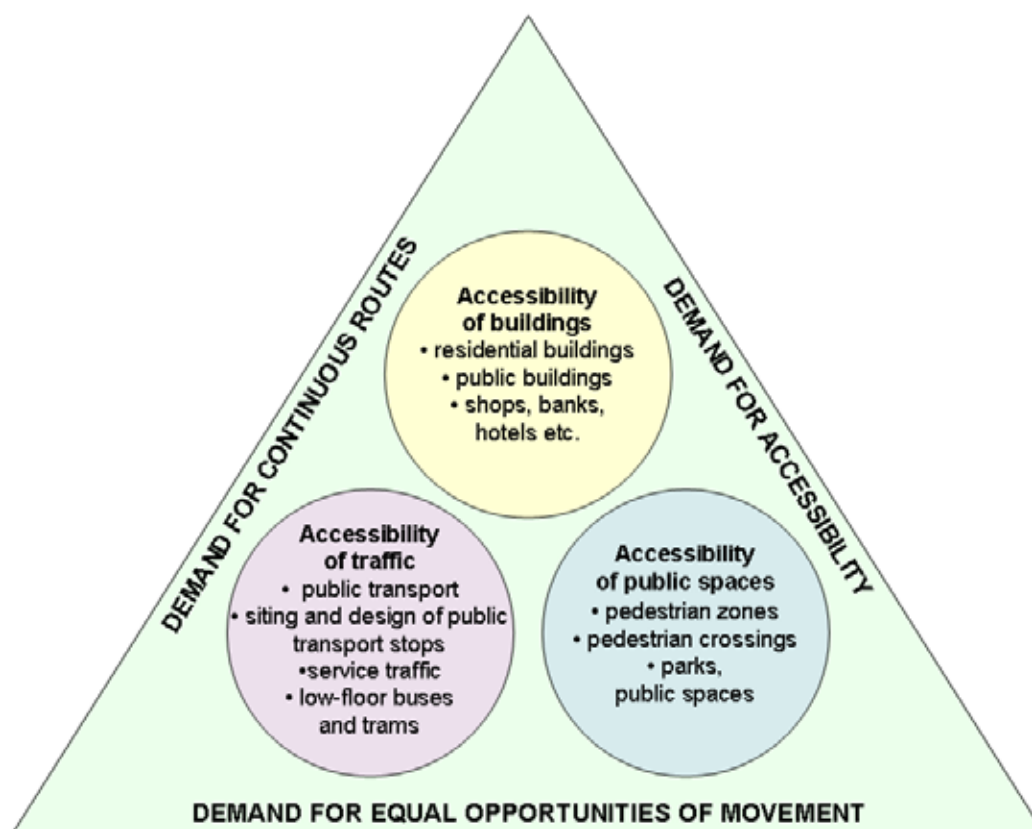 DEMAND FOR CONTINUOUS ROUTES
DEMAND FOR ACCESSIBILITY
Accessibility
of buildings
• residential buildings
• public buildings
• shops, banks,
hotels etc.
Accessibility
of traffic
• public transport
• siting and design of public
transport stops
•service traffic
• low-floor buses
and trams
Accessibility
of public spaces
• pedestrian zones
• pedestrian crossings
• parks,
public spaces
DEMAND FOR EQUAL OPPORTUNITIES OF MOVEMENT